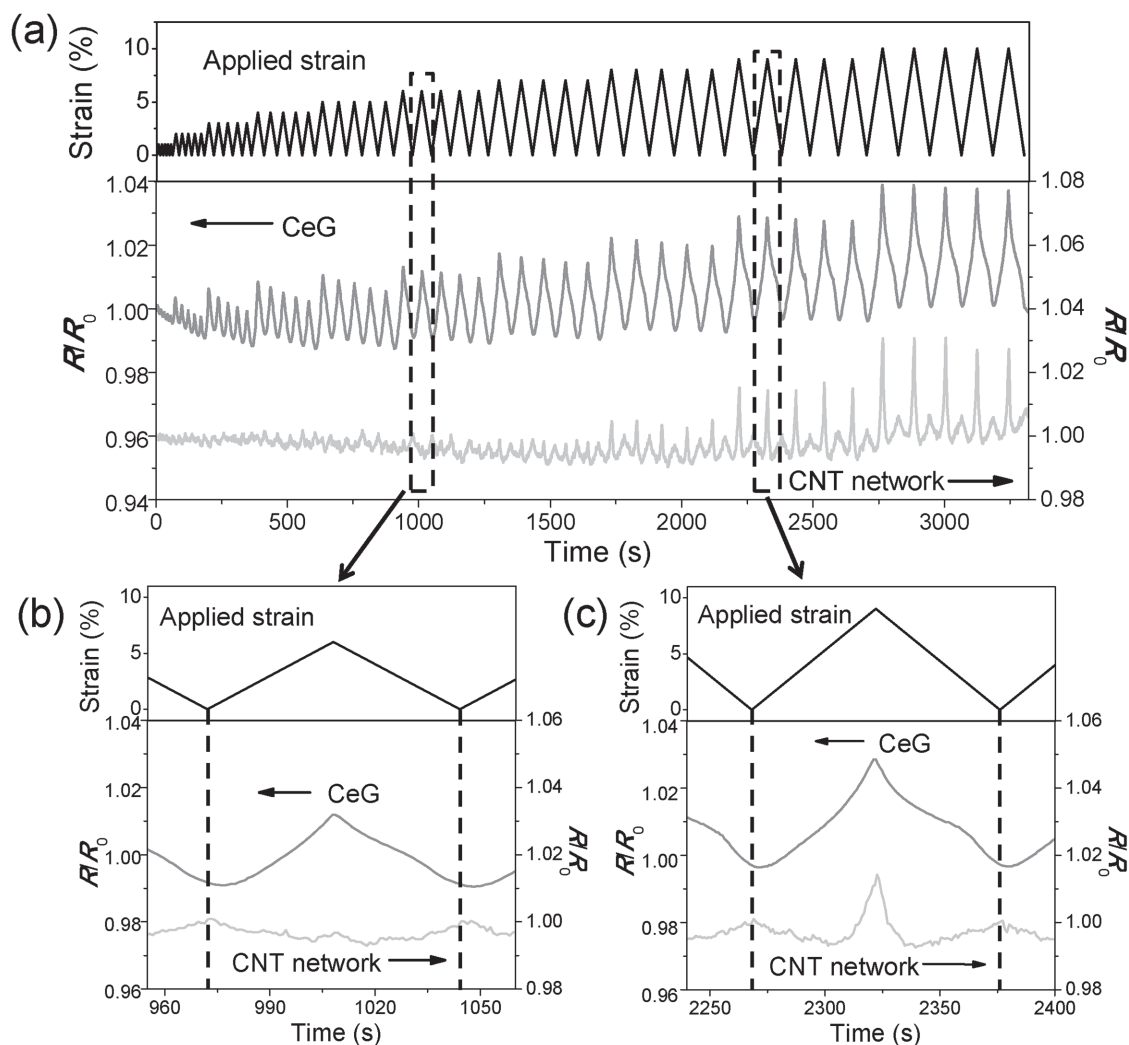 (a)
Strain (%)
10
5
0
Applied strain
1.04
1.02
1.00
0.98
0.96
0.94
R/R0
CeG
1.08
1.06
1.04
1.02
1.00
0.98
R/R0
CNT network
0 500 1000 1500 2000 2500 3000
Time (s)
(b)
Strain (%)
10
5
0
Applied strain
1.04
1.02
1.00
0.98
0.96
R/R0
CeG
1.06
1.04
1.02
1.00
0.98
R/R0
CNT network
960 990 1020 1050
Time (s)
(c)
Strain (%)
10
5
0
Applied strain
1.04
1.02
1.00
0.98
0.96
R/R0
CeG
1.06
1.04
1.02
1.00
0.98
R/R0
CNT network
2250 2300 2350 2400
Time (s)